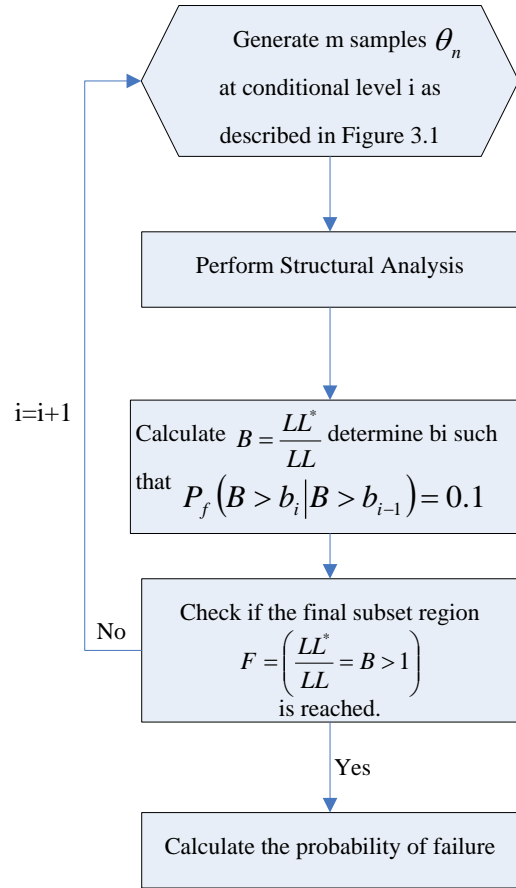 Generate m samples θn
at conditional level i as
described in Figure 3.1
Perform Structural Analysis
i=i+1
Calculate B = LL*/LL determine bi such
that Pf(B > bi|B > bi−1) = 0.1
Check if the final subset region
No
F = (LL*/LL = B > 1)
is reached.
Yes
Calculate the probability of failure